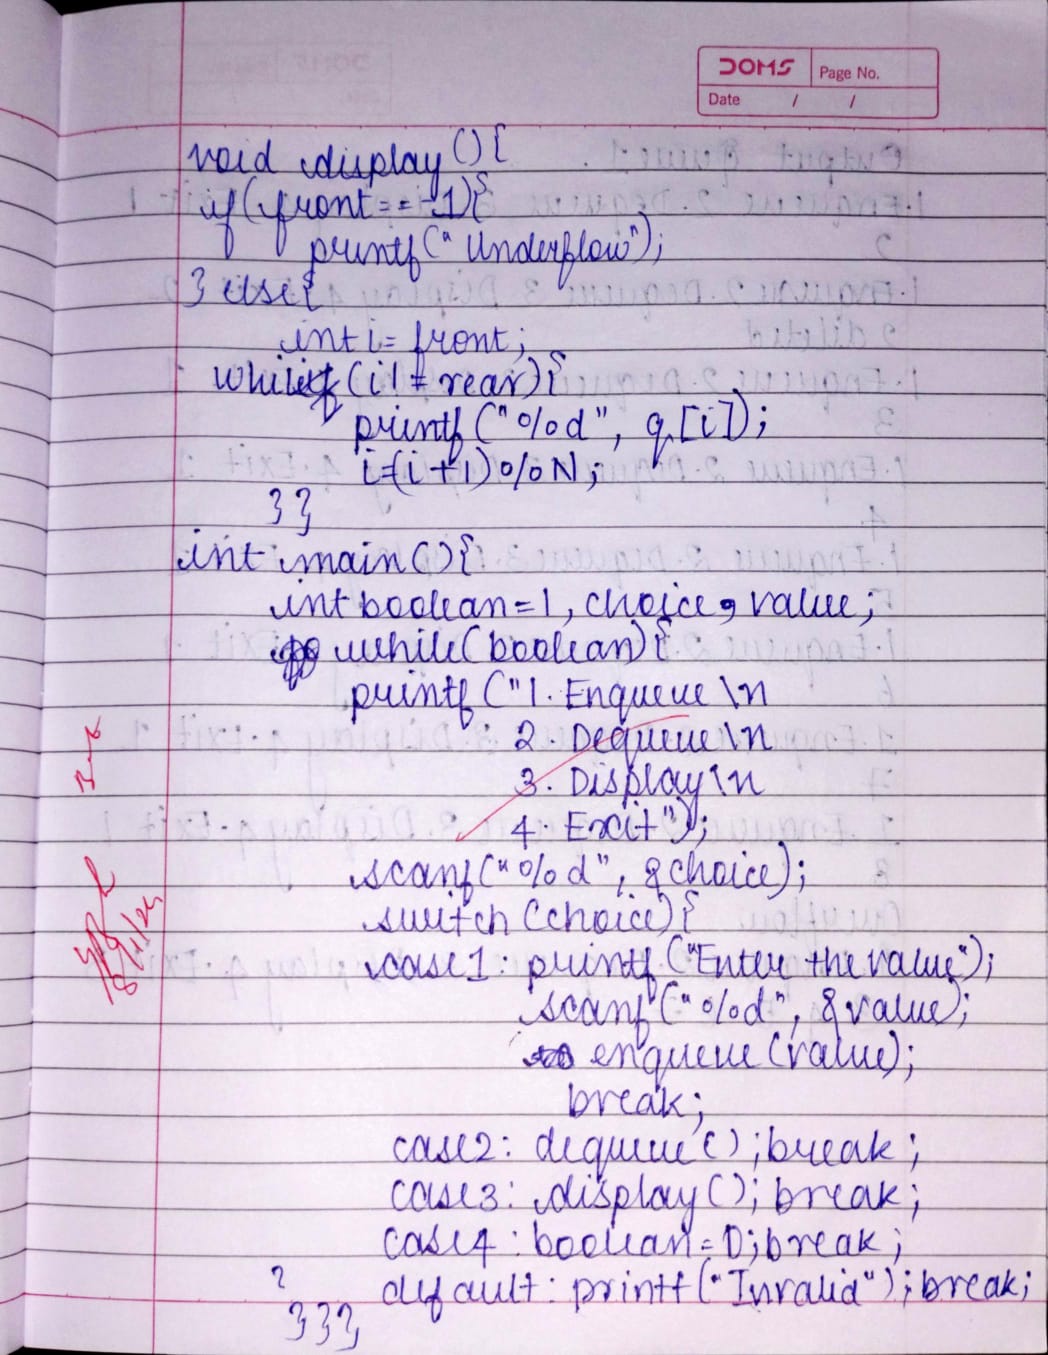 DOMS Page No.
Date / /
void display (){
if(front==-1){
printf("Underflow");
} else{
int i= front;
while(i!=rear){
printf("%d", q[i]);
i=(i+1)%N;
}}
int main(){
int boolean=1, choice, value;
while(boolean){
printf("1. Enqueue \n
2. Dequeue\n
3. Display\n
4. Exit");
scanf("%d", &choice);
switch (choice){
case1: printf("Enter the value");
scanf("%d", &value);
enqueue(value);
break;
case2: dequeue(); break;
case3: display(); break;
case4: boolean=0; break;
default: printf("Invalid"); break;
}}}